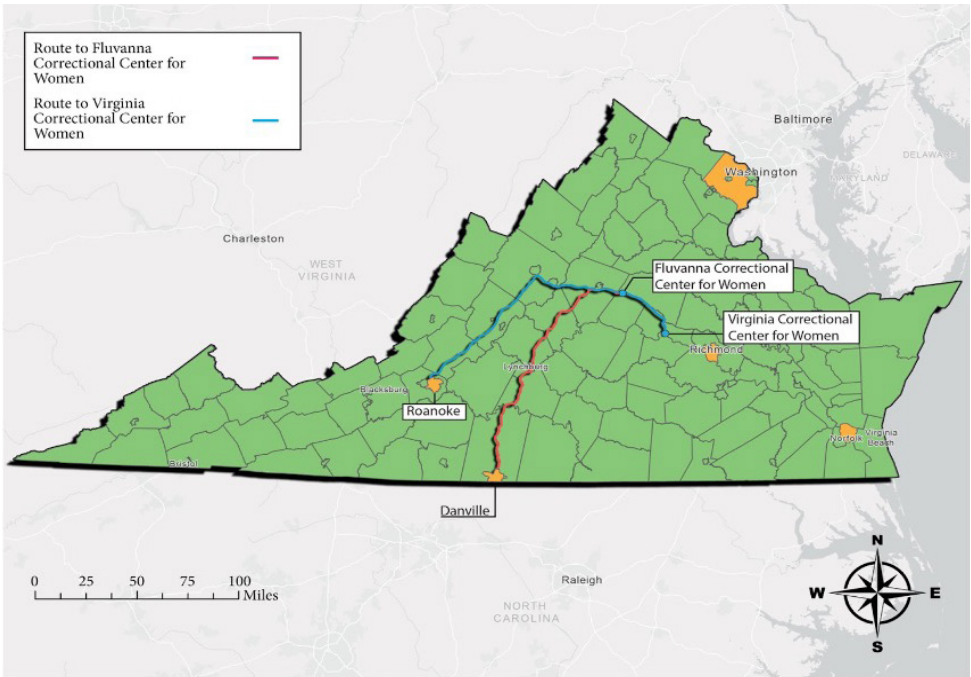 Route to Fluvanna
Correctional Center for
Women
Route to Virginia
Correctional Center for
Women
Baltimore
DELAWARE
Washington
MARYLAND
Charleston
WEST
VIRGINIA
Fluvanna Correctional
Center for Women
Virginia Correctional
Center for Women
Richmond
Lynchburg
Blacksburg
Roanoke
Norfolk
Virginia
Beach
Bristol
Danville
0 25 50 75 100
Miles
Raleigh
NORTH
CAROLINA
N
W E
S